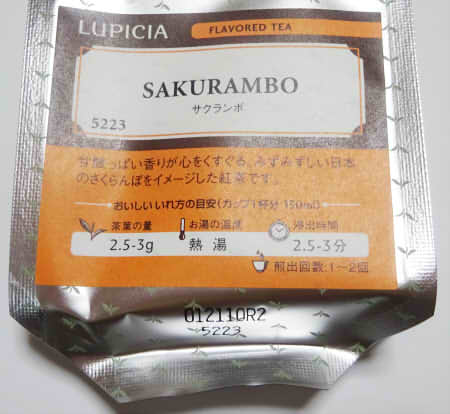 LUPICIA
FLAVORED TEA
SAKURAMBO
サクランボ
5223
甘酸っぱい香りが心をくすぐる、みずみずしい日本
のさくらんぼをイメージした紅茶です。
おいしいいれ方の目安(カップ1杯分 150ml)
茶葉の量 お湯の温度 浸出時間
2.5-3g 熱湯 2.5-3分
煎出回数:1〜2回
012110R2
5223